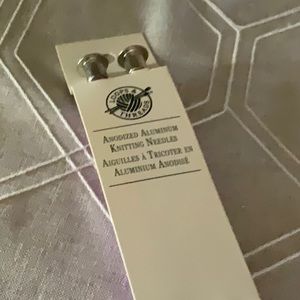 LOOPS &
THREADS
ANODIZED ALUMINUM
KNITTING NEEDLES
AIGUILLES À TRICOTER EN
ALUMINIUM ANODISÉ